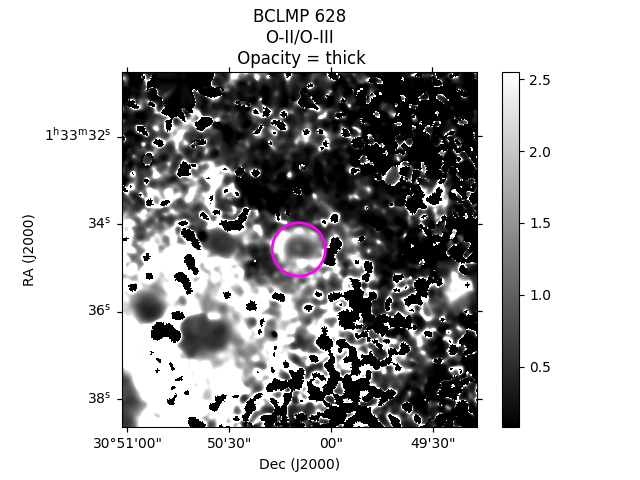 BCLMP 628
O-II/O-III
Opacity = thick
2.5
2.0
1.5
1.0
0.5
1ʰ33ᵐ32ˢ
34ˢ
36ˢ
38ˢ
RA (J2000)
30°51'00" 50'30" 00" 49'30"
Dec (J2000)